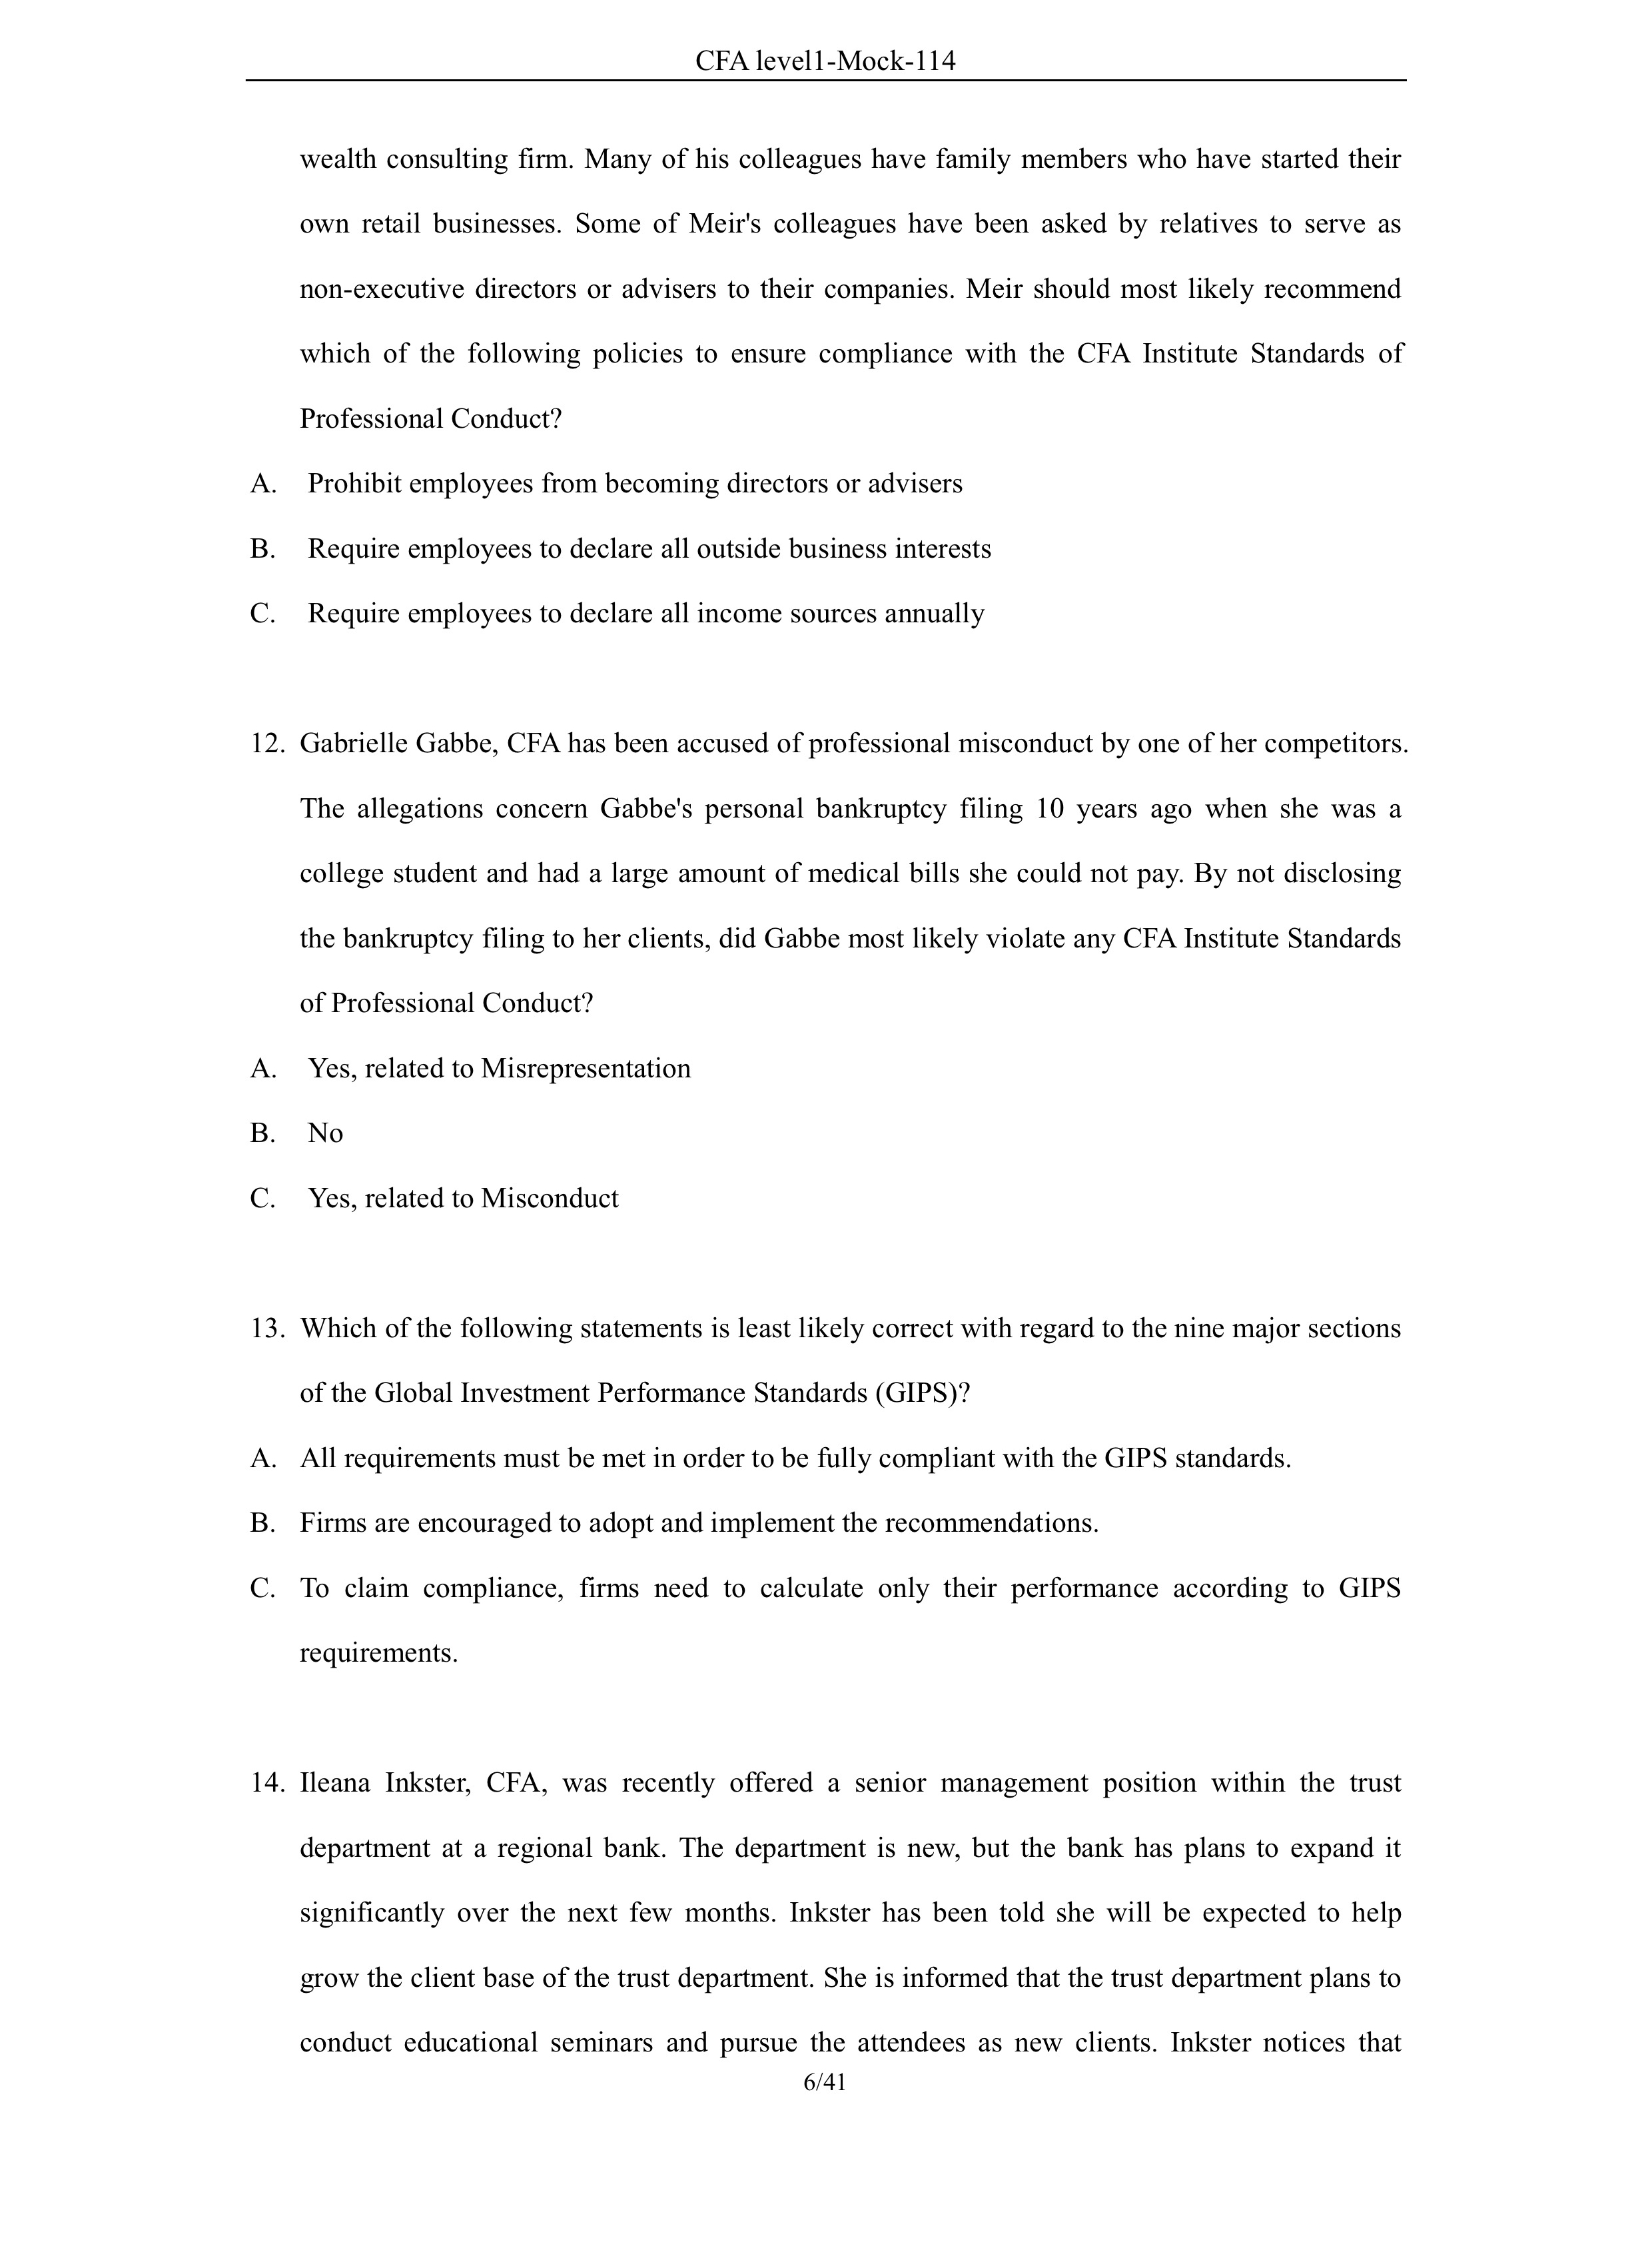 CFA level1-Mock-114
wealth consulting firm. Many of his colleagues have family members who have started their
own retail businesses. Some of Meir's colleagues have been asked by relatives to serve as
non-executive directors or advisers to their companies. Meir should most likely recommend
which of the following policies to ensure compliance with the CFA Institute Standards of
Professional Conduct?
A. Prohibit employees from becoming directors or advisers
B. Require employees to declare all outside business interests
C. Require employees to declare all income sources annually
12. Gabrielle Gabbe, CFA has been accused of professional misconduct by one of her competitors.
The allegations concern Gabbe's personal bankruptcy filing 10 years ago when she was a
college student and had a large amount of medical bills she could not pay. By not disclosing
the bankruptcy filing to her clients, did Gabbe most likely violate any CFA Institute Standards
of Professional Conduct?
A. Yes, related to Misrepresentation
B. No
C. Yes, related to Misconduct
13. Which of the following statements is least likely correct with regard to the nine major sections
of the Global Investment Performance Standards (GIPS)?
A. All requirements must be met in order to be fully compliant with the GIPS standards.
B. Firms are encouraged to adopt and implement the recommendations.
C. To claim compliance, firms need to calculate only their performance according to GIPS
requirements.
14. Ileana Inkster, CFA, was recently offered a senior management position within the trust
department at a regional bank. The department is new, but the bank has plans to expand it
significantly over the next few months. Inkster has been told she will be expected to help
grow the client base of the trust department. She is informed that the trust department plans to
conduct educational seminars and pursue the attendees as new clients. Inkster notices that
6/41